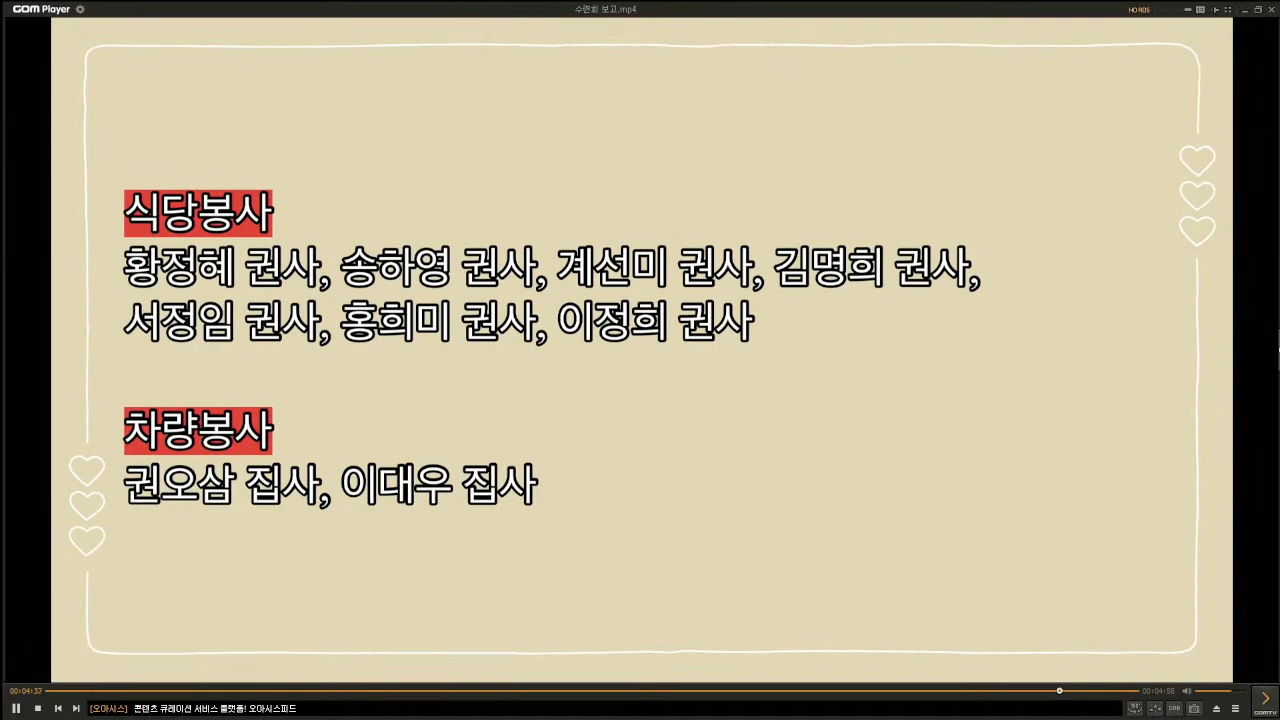 GOM Player
수련회 보고.mp4
식당봉사
황정혜 권사, 송하영 권사, 계선미 권사, 김명희 권사,
서정임 권사, 홍희미 권사, 이정희 권사
차량봉사
권오삼 집사, 이대우 집사
00:04:37
00:04:58
[오아시스] 콘텐츠 큐레이션 서비스 플랫폼! 오아시스피드
SUB
GOMTV